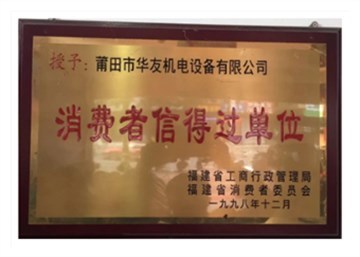 授予：莆田市华友机电设备有限公司
消费者信得过单位
福建省工商行政管理局
福建省消费者委员会
一九九八年十二月